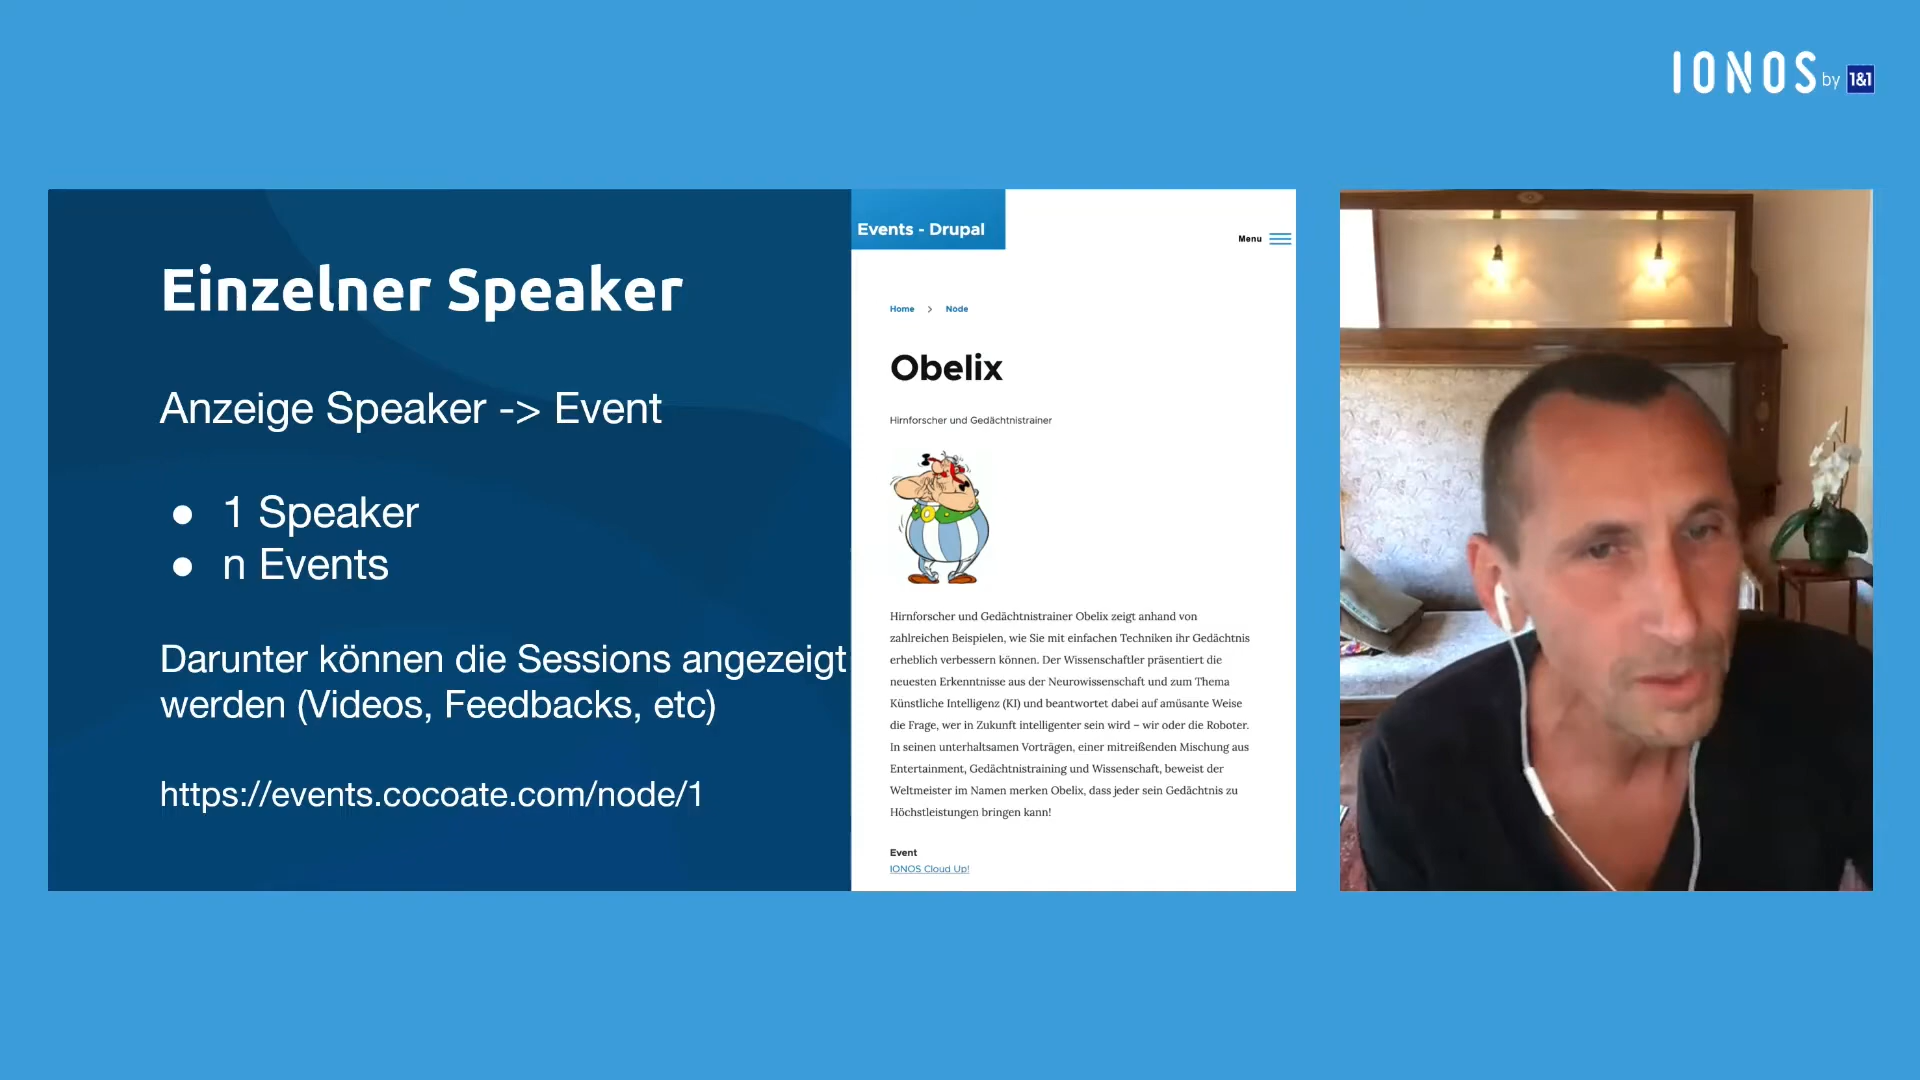 IONOS by 1&1
Einzelner Speaker
Anzeige Speaker -> Event
● 1 Speaker
● n Events
Darunter können die Sessions angezeigt
werden (Videos, Feedbacks, etc)
https://events.cocoate.com/node/1
Events - Drupal
Menu
Home > Node
Obelix
Hirnforscher und Gedächtnistrainer
Hirnforscher und Gedächtnistrainer Obelix zeigt anhand von
zahlreichen Beispielen, wie Sie mit einfachen Techniken ihr Gedächtnis
erheblich verbessern können. Der Wissenschaftler präsentiert die
neuesten Erkenntnisse aus der Neurowissenschaft und zum Thema
Künstliche Intelligenz (KI) und beantwortet dabei auf amüsante Weise
die Frage, wer in Zukunft intelligenter sein wird – wir oder die Roboter.
In seinen unterhaltsamen Vorträgen, einer mitreißenden Mischung aus
Entertainment, Gedächtnistraining und Wissenschaft, beweist der
Weltmeister im Namen merken Obelix, dass jeder sein Gedächtnis zu
Höchstleistungen bringen kann!
Event
IONOS Cloud Up!